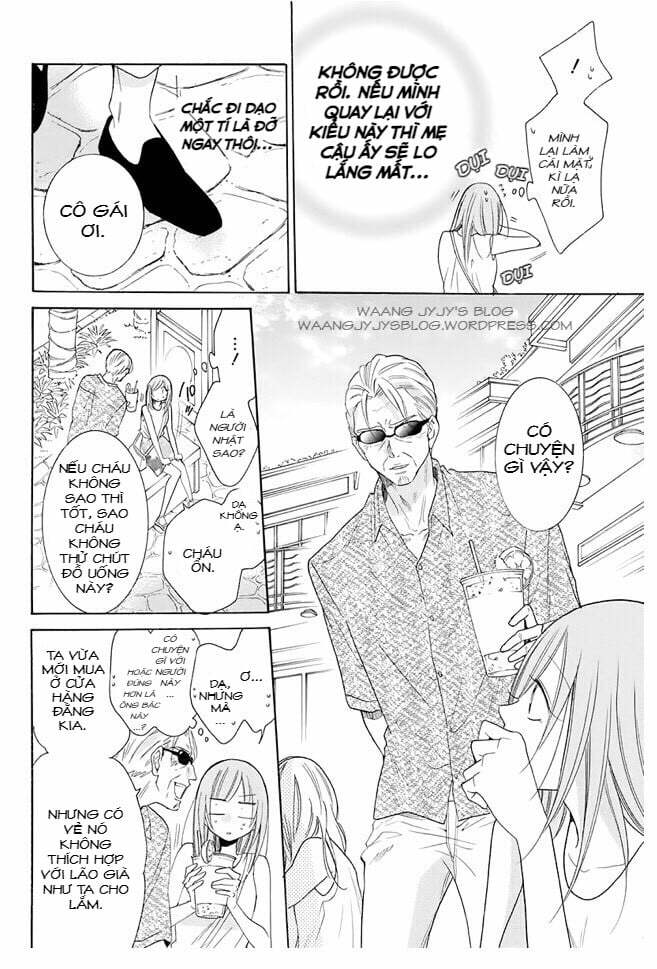 !
MÌNH
LẠI LÀM
CÁI MẶT
KÌ LẠ
NỮA
RỒI.
DỤI
DỤI
DỤI
KHÔNG ĐƯỢC
RỒI. NẾU MÌNH
QUAY LẠI VỚI
KIỂU NÀY THÌ MẸ
CẬU ẤY SẼ LO
LẮNG MẤT...
CHẮC ĐI DẠO
MỘT TÍ LÀ ĐỠ
NGAY THÔI...
CÔ GÁI
ƠI.
WAANG JYJY'S BLOG
WAANGJYJYSBLOG.WORDPRESS.COM
CÓ
CHUYỆN
GÌ VẬY?
...!
LÀ
NGƯỜI
NHẬT
SAO?
DẠ
KHÔNG
Ạ.
CHÁU
ỔN.
NẾU CHÁU
KHÔNG
SAO THÌ
TỐT, SAO
CHÁU
KHÔNG
THỬ CHÚT
ĐỒ UỐNG
NÀY?
Ơ...
DẠ,
NHƯNG
MÀ
...
CÓ
CHUYỆN
GÌ VỚI
HOẶC NGƯỜI
ĐÚNG NÀY
HƠN LÀ ...
ÔNG BÁC
NÀY
?
TA VỪA
MỚI MUA
Ở CỬA
HÀNG
ĐẰNG
KIA.
NHƯNG CÓ
VẺ NÓ
KHÔNG
THÍCH HỢP
VỚI LÃO GIÀ
NHƯ TA CHO
LẮM.